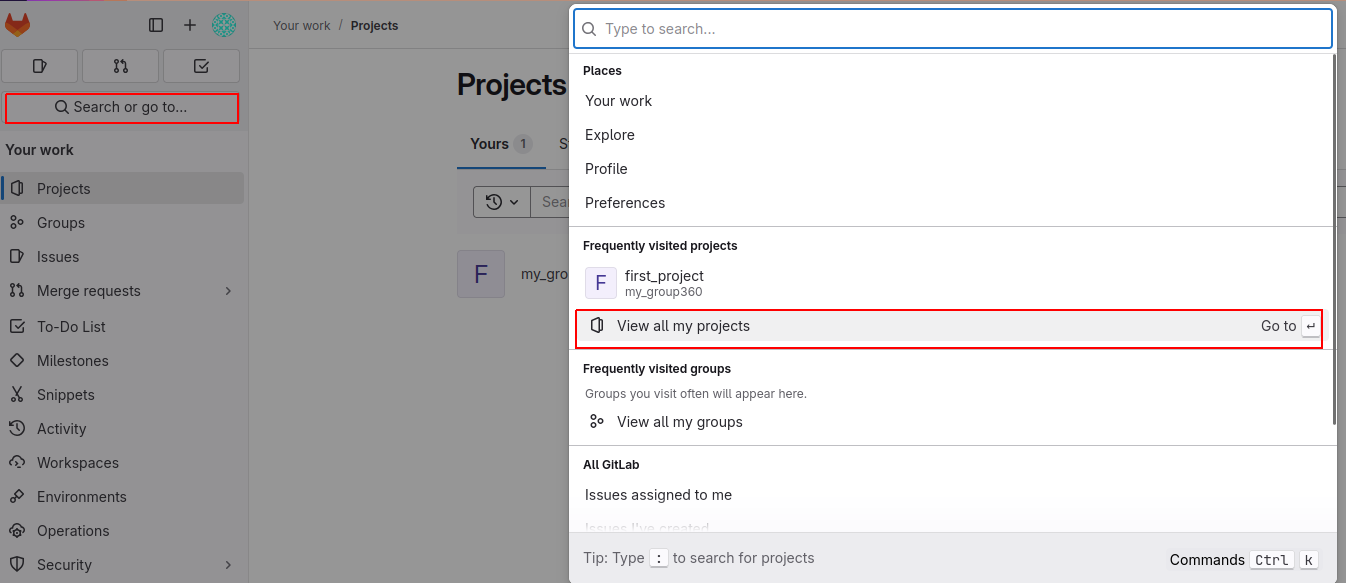 Your work / Projects
Search or go to...
Your work
Projects
Groups
Issues
Merge requests
To-Do List
Milestones
Snippets
Activity
Workspaces
Environments
Operations
Security
Projects
Yours 1 S
Sea
F my_gro
Type to search...
Places
Your work
Explore
Profile
Preferences
Frequently visited projects
F first_project
my_group360
View all my projects Go to ↵
Frequently visited groups
Groups you visit often will appear here.
View all my groups
All GitLab
Issues assigned to me
Issues I've created
Tip: Type : to search for projects
Commands Ctrl k